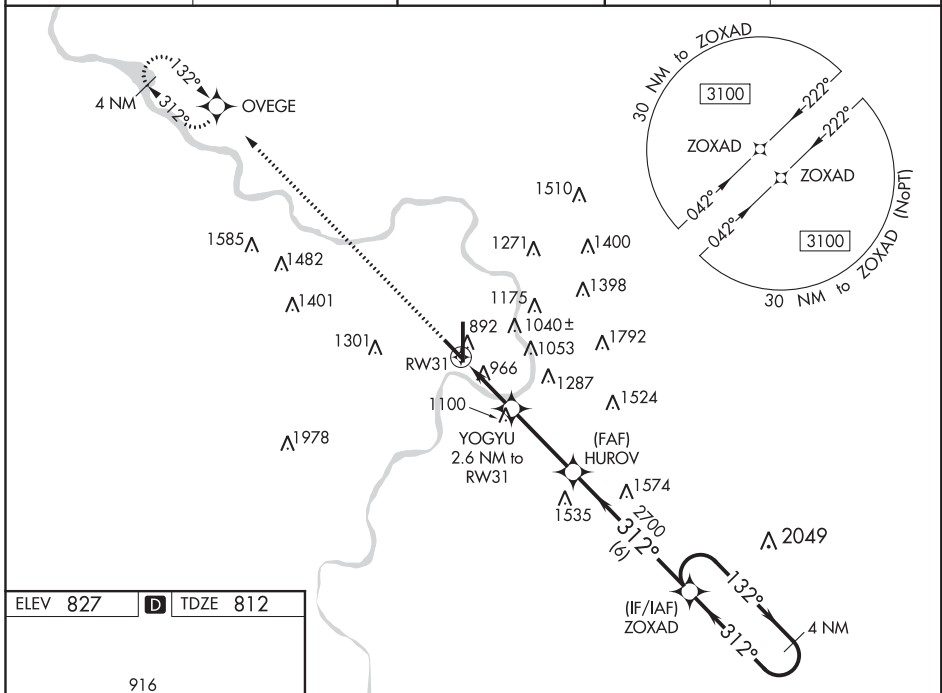 132°
312°
4 NM
OVEGE
30 NM to ZOXAD
3100
222°
ZOXAD
042°
222°
ZOXAD
042°
3100
30 NM to ZOXAD (NoPT)
1510
1585
1482
1271
1400
1401
1398
1175
1301
892
1040±
1792
RW31
1053
966
1287
1524
1100
YOGYU
2.6 NM to
RW31
(FAF)
HUROV
1978
1574
1535
2700
312°
(6)
2049
(IF/IAF)
ZOXAD
132°
312°
4 NM
ELEV 827
D
TDZE 812
916